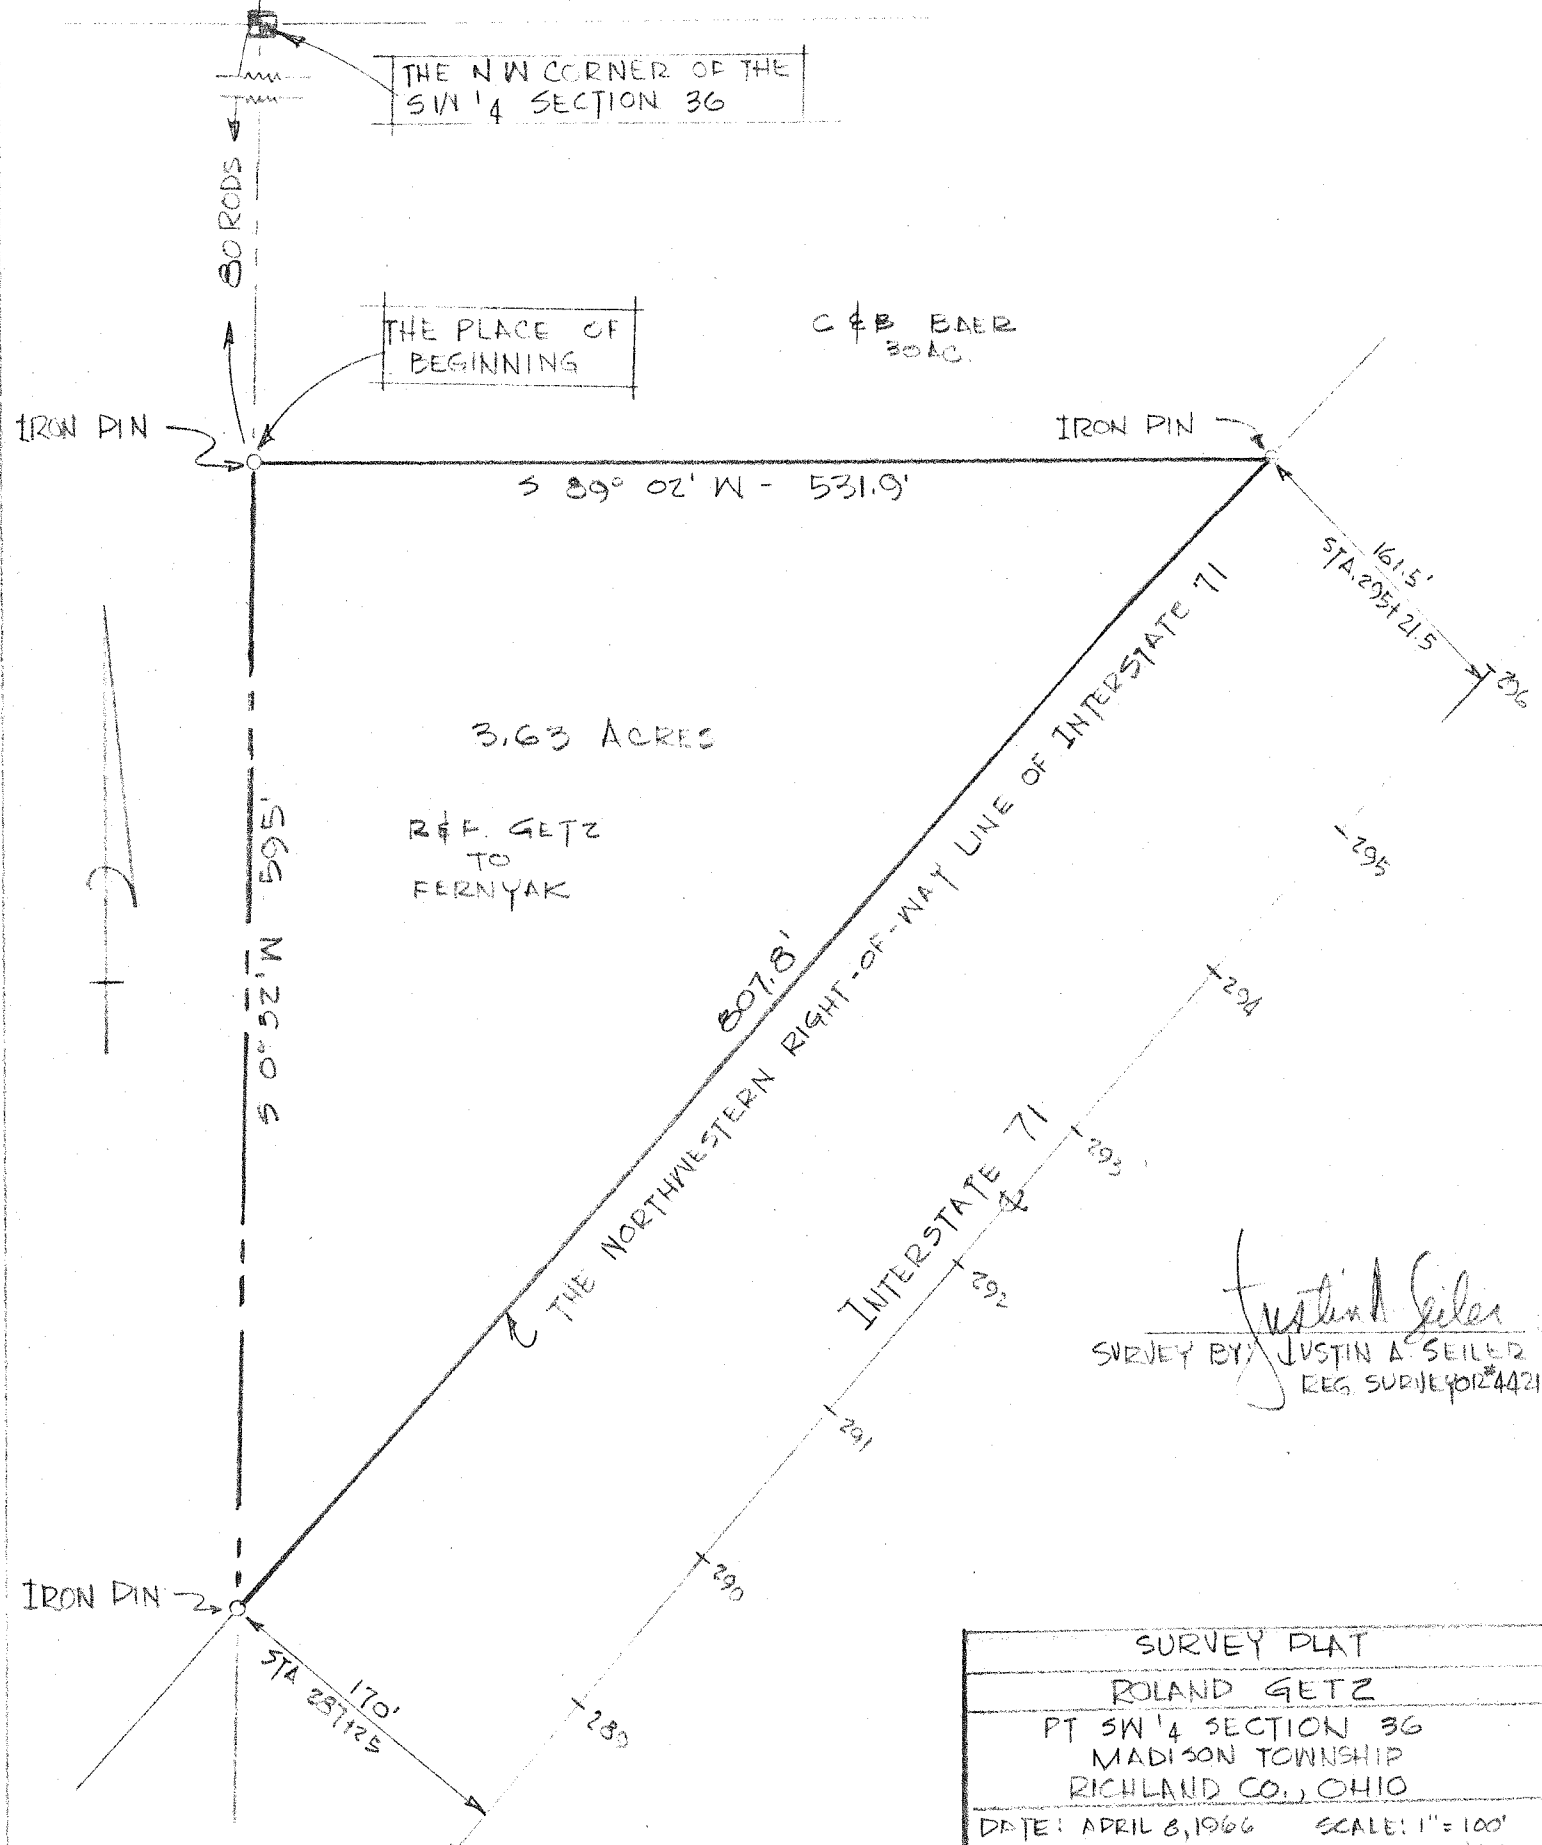 THE N W CORNER OF THE
SW 1/4 SECTION 36
80 RODS
THE PLACE OF
BEGINNING
C & B BAER
30 AC.
IRON PIN
IRON PIN
S 89° 02' W - 531.9'
161.5'
STA. 295+21.5
296
3.63 ACRES
R & F. GETZ
TO
FERNYAK
S 0° 52' W 595'
807.8'
THE NORTHWESTERN RIGHT-OF-WAY LINE OF INTERSTATE 71
295
294
293
INTERSTATE 71
℄
292
291
290
289
Justin A Seiler
SURVEY BY: JUSTIN A. SEILER
REG. SURVEYOR #4421
IRON PIN
170'
STA 287+25
SURVEY PLAT
ROLAND GETZ
PT SW 1/4 SECTION 36
MADISON TOWNSHIP
RICHLAND CO., OHIO
DATE: APRIL 8, 1966 SCALE: 1" = 100'